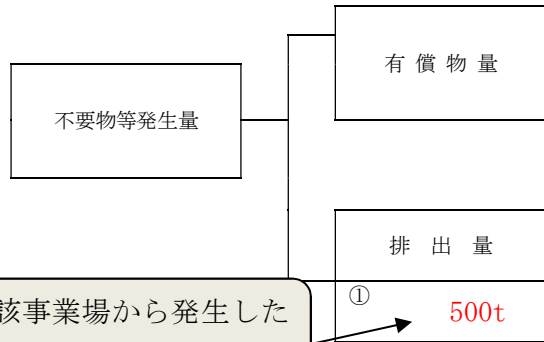 有償物量
不要物等発生量
排出量
① 500t
該事業場から発生した